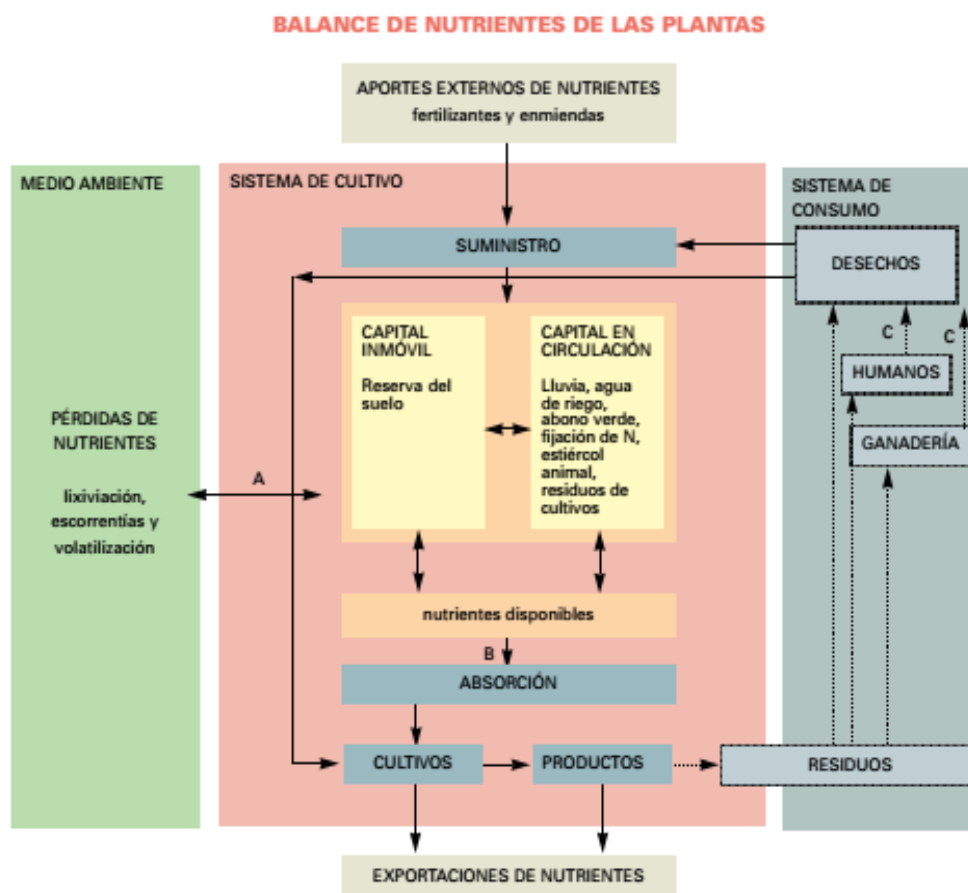 BALANCE DE NUTRIENTES DE LAS PLANTAS
APORTES EXTERNOS DE NUTRIENTES
fertilizantes y enmiendas
MEDIO AMBIENTE
PÉRDIDAS DE
NUTRIENTES
lixiviación,
escorrentías y
volatilización
A
SISTEMA DE CULTIVO
SUMINISTRO
CAPITAL
INMÓVIL
Reserva del
suelo
CAPITAL EN
CIRCULACIÓN
Lluvia, agua
de riego,
abono verde,
fijación de N,
estiércol
animal,
residuos de
cultivos
nutrientes disponibles
B
ABSORCIÓN
CULTIVOS
PRODUCTOS
SISTEMA DE
CONSUMO
DESECHOS
C
C
HUMANOS
GANADERÍA
RESIDUOS
EXPORTACIONES DE NUTRIENTES